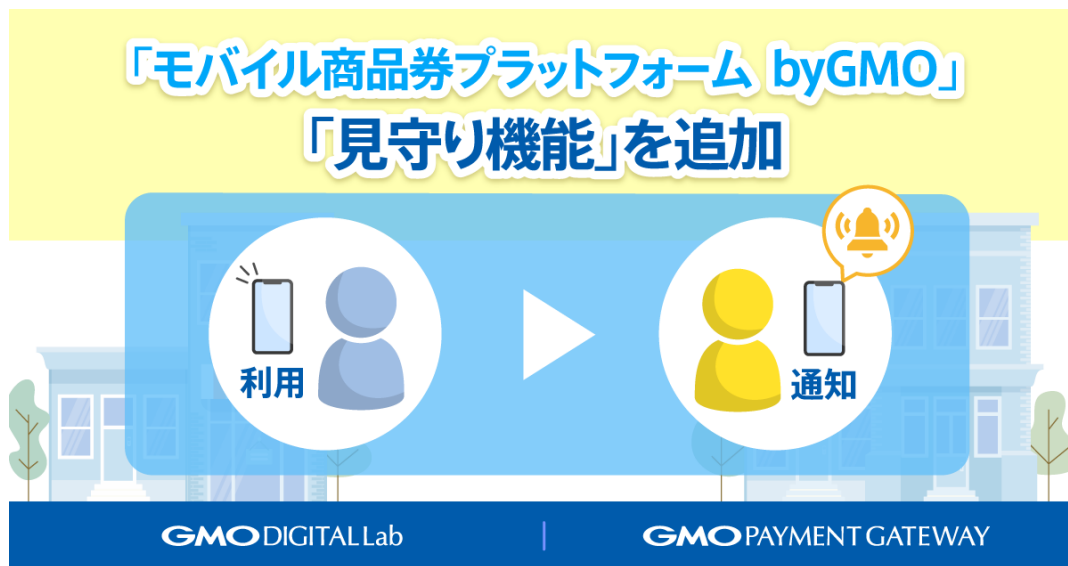 「モバイル商品券プラットフォーム byGMO」
「見守り機能」を追加
利用
通知
GMO DIGITAL Lab
GMO PAYMENT GATEWAY